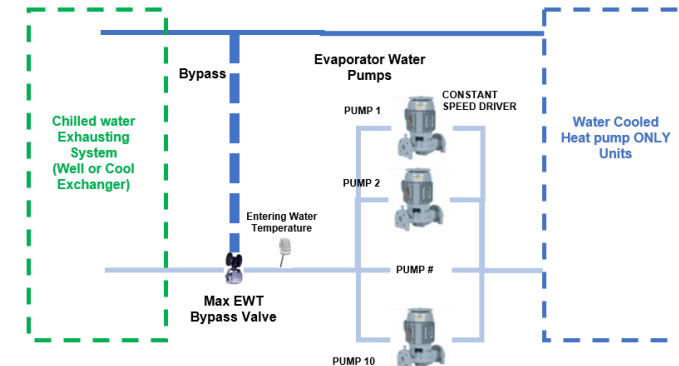 Evaporator Water
Pumps
Bypass
CONSTANT
SPEED DRIVER
PUMP 1
Chilled water
Exhausting
System
(Well or Cool
Exchanger)
Water Cooled
Heat pump ONLY
Units
PUMP 2
Entering Water
Temperature
PUMP #
Max EWT
Bypass Valve
PUMP 10